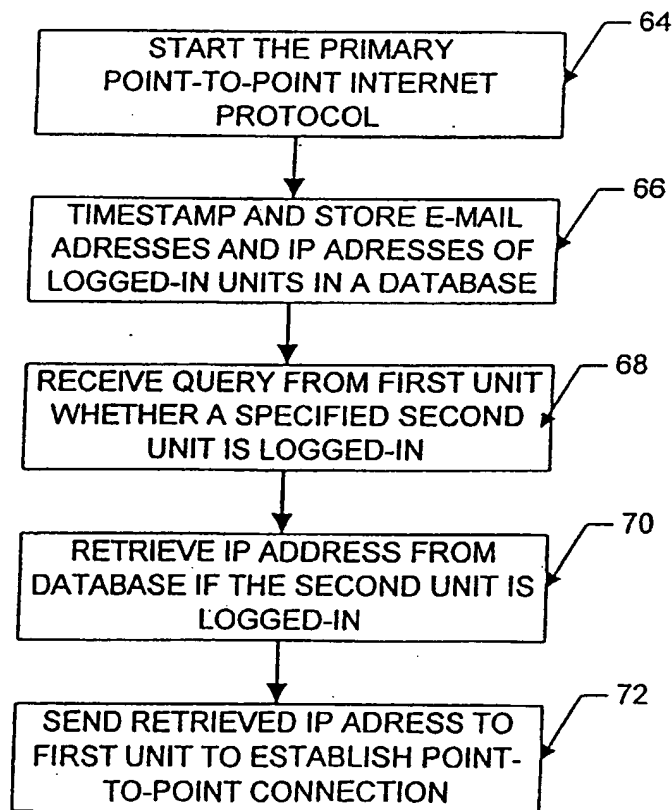 64
START THE PRIMARY
POINT-TO-POINT INTERNET
PROTOCOL
66
TIMESTAMP AND STORE E-MAIL
ADRESSES AND IP ADRESSES OF
LOGGED-IN UNITS IN A DATABASE
68
RECEIVE QUERY FROM FIRST UNIT
WHETHER A SPECIFIED SECOND
UNIT IS LOGGED-IN
70
RETRIEVE IP ADDRESS FROM
DATABASE IF THE SECOND UNIT IS
LOGGED-IN
72
SEND RETRIEVED IP ADRESS TO
FIRST UNIT TO ESTABLISH POINT-
TO-POINT CONNECTION